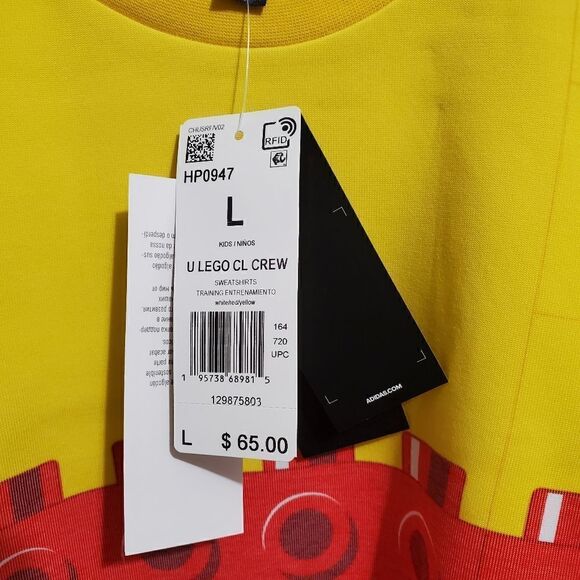 CHUSRFIV02
RFID
HP0947
L
KIDS / NIÑOS
U LEGO CL CREW
SWEATSHIRTS
TRAINING ENTRENAMIENTO
white/red/yellow
164
720
UPC
1 95738 68981 5
129875803
L $ 65.00
ADIDAS.COM